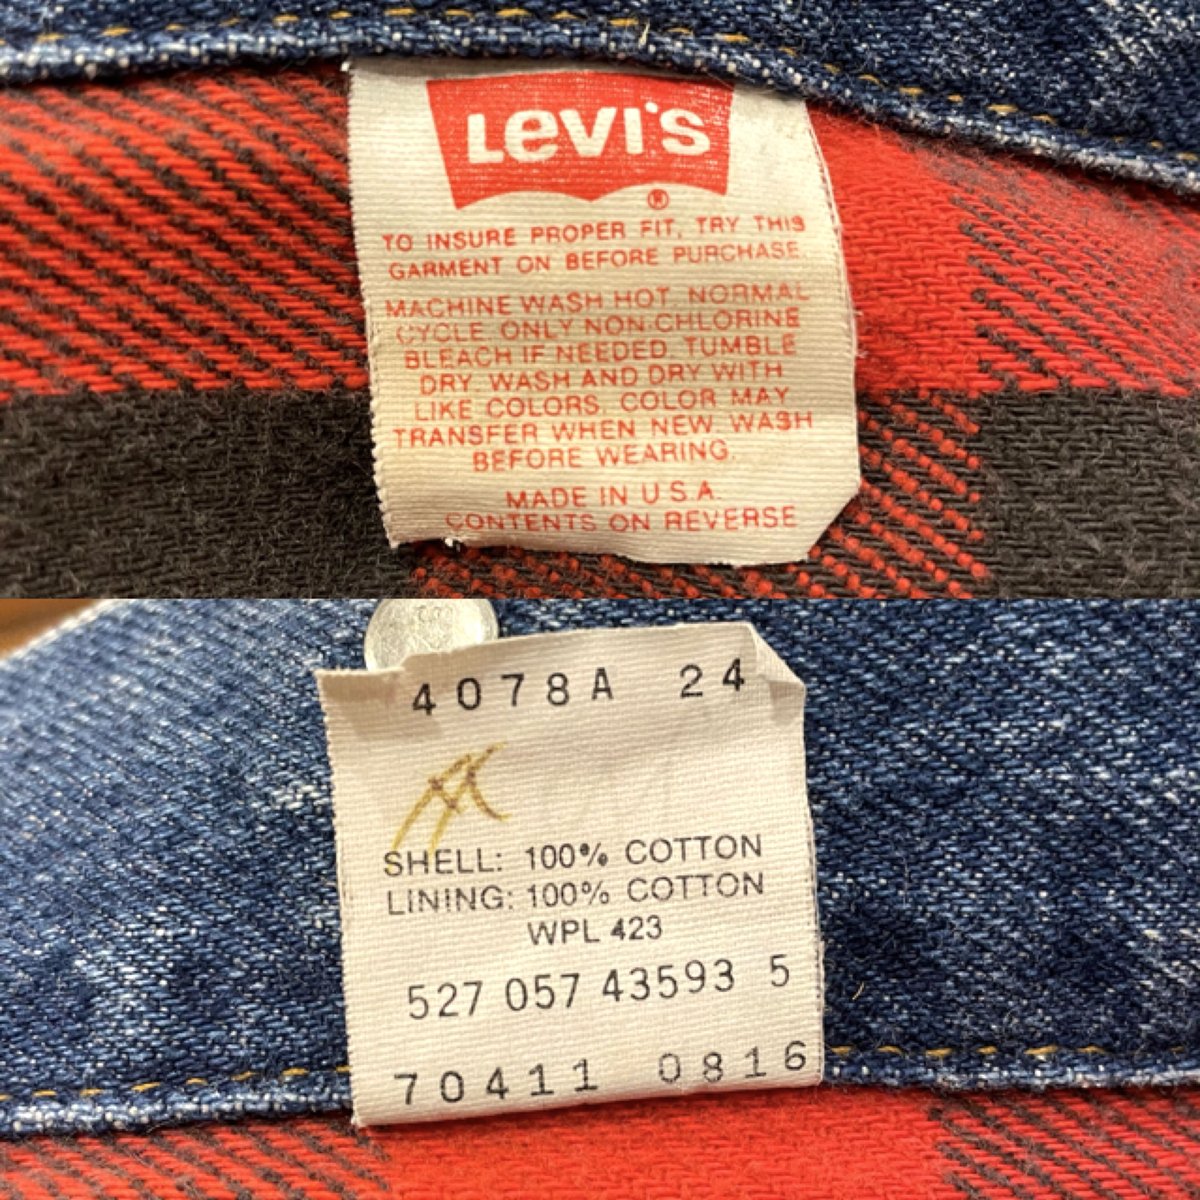 Levi's
®
TO INSURE PROPER FIT, TRY THIS
GARMENT ON BEFORE PURCHASE.
MACHINE WASH HOT. NORMAL
CYCLE. ONLY NON-CHLORINE
BLEACH IF NEEDED. TUMBLE
DRY. WASH AND DRY WITH
LIKE COLORS. COLOR MAY
TRANSFER WHEN NEW. WASH
BEFORE WEARING.
MADE IN U.S.A.
CONTENTS ON REVERSE
4078A 24
SHELL: 100% COTTON
LINING: 100% COTTON
WPL 423
527 057 43593 5
70411 0816